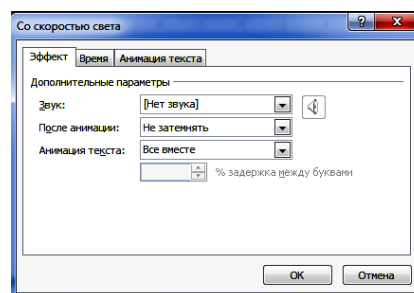 Со скоростью света
Эффект Время Анимация текста
Дополнительные параметры
Звук: [Нет звука]
После анимации: Не затемнять
Анимация текста: Все вместе
% задержка между буквами
ОК Отмена